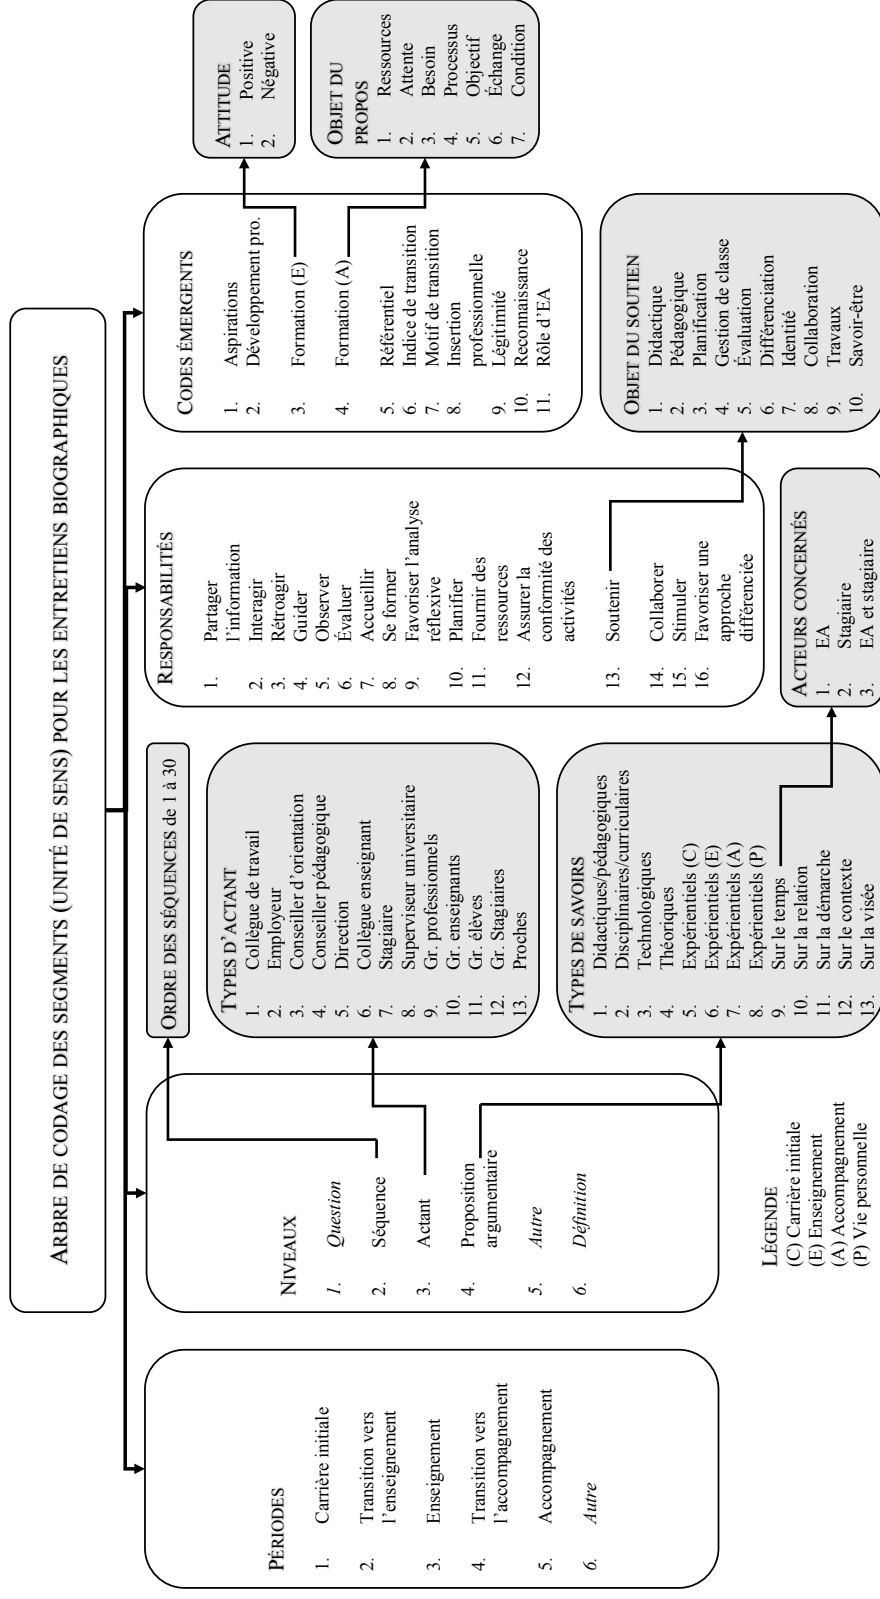 ARBRE DE CODAGE DES SEGMENTS (UNITÉ DE SENS) POUR LES ENTRETIENS BIOGRAPHIQUES
PÉRIODES
1. Carrière initiale
2. Transition vers
l'enseignement
3. Enseignement
4. Transition vers
l'accompagnement
5. Accompagnement
6. Autre
NIVEAUX
1. Question
2. Séquence
3. Actant
4. Proposition
argumentaire
5. Autre
6. Définition
ORDRE DES SÉQUENCES de 1 à 30
TYPES D'ACTANT
1. Collègue de travail
2. Employeur
3. Conseiller d'orientation
4. Conseiller pédagogique
5. Direction
6. Collègue enseignant
7. Stagiaire
8. Superviseur universitaire
9. Gr. professionnels
10. Gr. enseignants
11. Gr. élèves
12. Gr. Stagiaires
13. Proches
TYPES DE SAVOIRS
1. Didactiques/pédagogiques
2. Disciplinaires/curriculaires
3. Technologiques
4. Théoriques
5. Expérientiels (C)
6. Expérientiels (E)
7. Expérientiels (A)
8. Expérientiels (P)
9. Sur le temps
10. Sur la relation
11. Sur la démarche
12. Sur le contexte
13. Sur la visée
RESPONSABILITÉS
1. Partager
l'information
2. Interagir
3. Rétroagir
4. Guider
5. Observer
6. Évaluer
7. Accueillir
8. Se former
9. Favoriser l'analyse
réflexive
10. Planifier
11. Fournir des
ressources
12. Assurer la
conformité des
activités
13. Soutenir
14. Collaborer
15. Stimuler
16. Favoriser une
approche
différenciée
ACTEURS CONCERNÉS
1. EA
2. Stagiaire
3. EA et stagiaire
CODES ÉMERGENTS
1. Aspirations
2. Développement pro.
3. Formation (E)
4. Formation (A)
5. Référentiel
6. Indice de transition
7. Motif de transition
8. Insertion
professionnelle
9. Légitimité
10. Reconnaissance
11. Rôle d'EA
OBJET DU SOUTIEN
1. Didactique
2. Pédagogique
3. Planification
4. Gestion de classe
5. Évaluation
6. Différenciation
7. Identité
8. Collaboration
9. Travaux
10. Savoir-être
ATTITUDE
1. Positive
2. Négative
OBJET DU
PROPOS
1. Ressources
2. Attente
3. Besoin
4. Processus
5. Objectif
6. Échange
7. Condition
LÉGENDE
(C) Carrière initiale
(E) Enseignement
(A) Accompagnement
(P) Vie personnelle